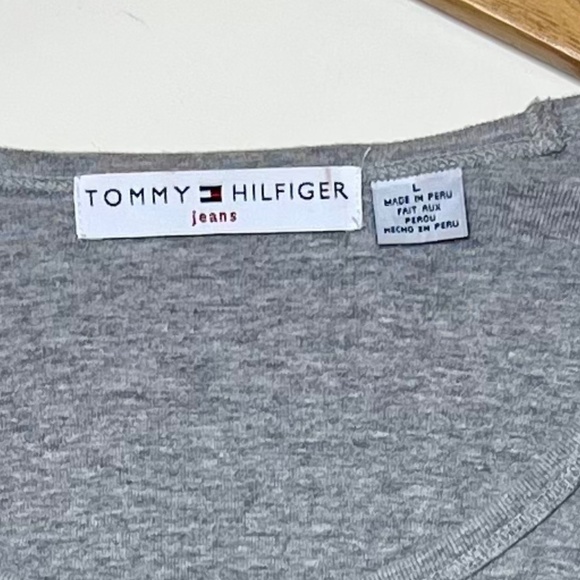 TOMMY HILFIGER
jeans
L
MADE IN PERU
FAIT AUX
PEROU
HECHO EN PERU